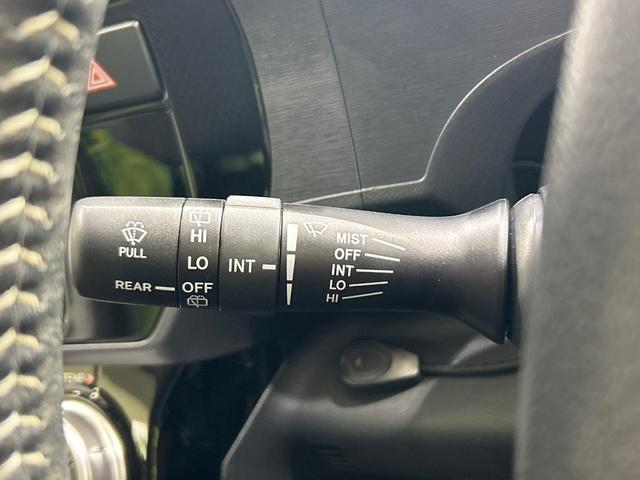 PULL
REAR
HI
LO
OFF
INT
MIST
OFF
INT
LO
HI